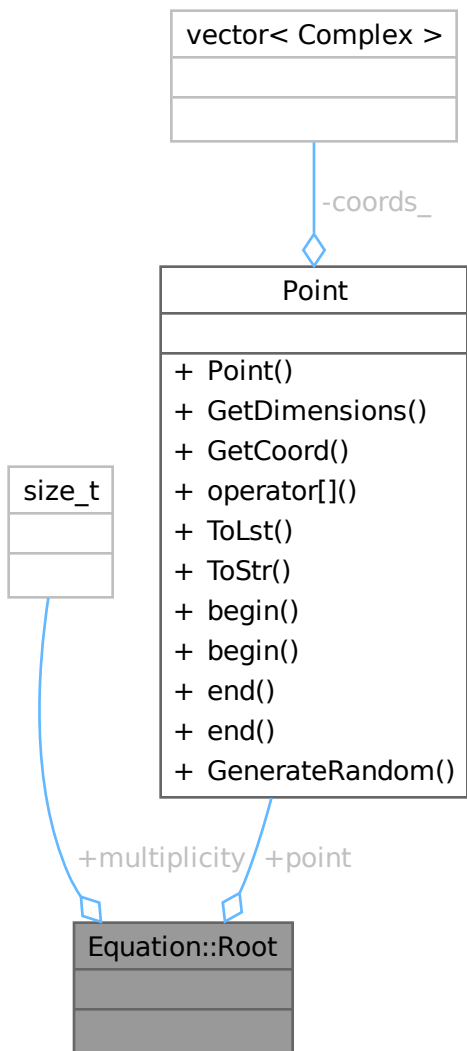 vector< Complex >
-coords_
Point
+ Point()
+ GetDimensions()
+ GetCoord()
+ operator[]()
+ ToLst()
+ ToStr()
+ begin()
+ begin()
+ end()
+ end()
+ GenerateRandom()
size_t
+multiplicity
+point
Equation::Root